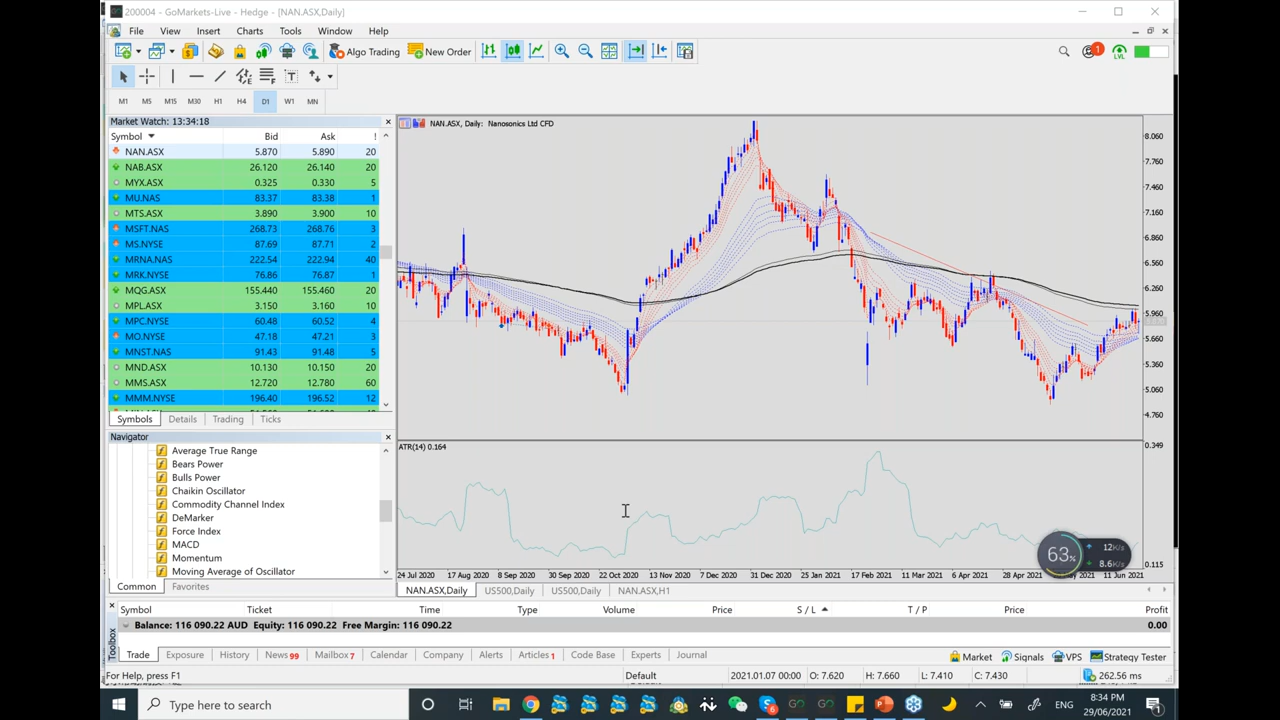 200004 - GoMarkets-Live - Hedge - [NAN.ASX,Daily]
File View Insert Charts Tools Window Help
Algo Trading New Order 1 LVL
T
M1 M5 M15 M30 H1 H4 D1 W1 MN
Market Watch: 13:34:18
Symbol Bid Ask !
NAN.ASX 5.870 5.890 20
NAB.ASX 26.120 26.140 20
MYX.ASX 0.325 0.330 5
MU.NAS 83.37 83.38 1
MTS.ASX 3.890 3.900 10
MSFT.NAS 268.73 268.76 3
MS.NYSE 87.69 87.71 2
MRNA.NAS 222.54 222.94 40
MRK.NYSE 76.86 76.87 1
MQG.ASX 155.440 155.460 20
MPL.ASX 3.150 3.160 10
MPC.NYSE 60.48 60.52 4
MO.NYSE 47.18 47.21 3
MNST.NAS 91.43 91.48 5
MND.ASX 10.130 10.150 20
MMS.ASX 12.720 12.780 60
MMM.NYSE 196.40 196.52 12
Symbols Details Trading Ticks
Navigator
Average True Range
Bears Power
Bulls Power
Chaikin Oscillator
Commodity Channel Index
DeMarker
Force Index
MACD
Momentum
Moving Average of Oscillator
Common Favorites
NAN.ASX, Daily: Nanosonics Ltd CFD
8.060
7.760
7.460
7.160
6.860
6.560
6.260
5.960
5.660
5.360
5.060
4.760
ATR(14) 0.164
0.349
0.115
63%
12K/s
8.6K/s
24 Jul 2020 17 Aug 2020 8 Sep 2020 30 Sep 2020 22 Oct 2020 13 Nov 2020 7 Dec 2020 31 Dec 2020 25 Jan 2021 17 Feb 2021 11 Mar 2021 6 Apr 2021 28 Apr 2021 2021 11 Jun 2021
NAN.ASX,Daily US500,Daily US500,Daily NAN.ASX,H1
Symbol Ticket Time Type Volume Price S / L T / P Price Profit
Balance: 116 090.22 AUD Equity: 116 090.22 Free Margin: 116 090.22 0.00
Toolbox
Trade Exposure History News 99 Mailbox 7 Calendar Company Alerts Articles 1 Code Base Experts Journal
Market Signals VPS Strategy Tester
For Help, press F1 Default 2021.01.07 00:00 O: 7.620 H: 7.660 L: 7.410 C: 7.430 262.56 ms
Type here to search
ENG
8:34 PM
29/06/2021